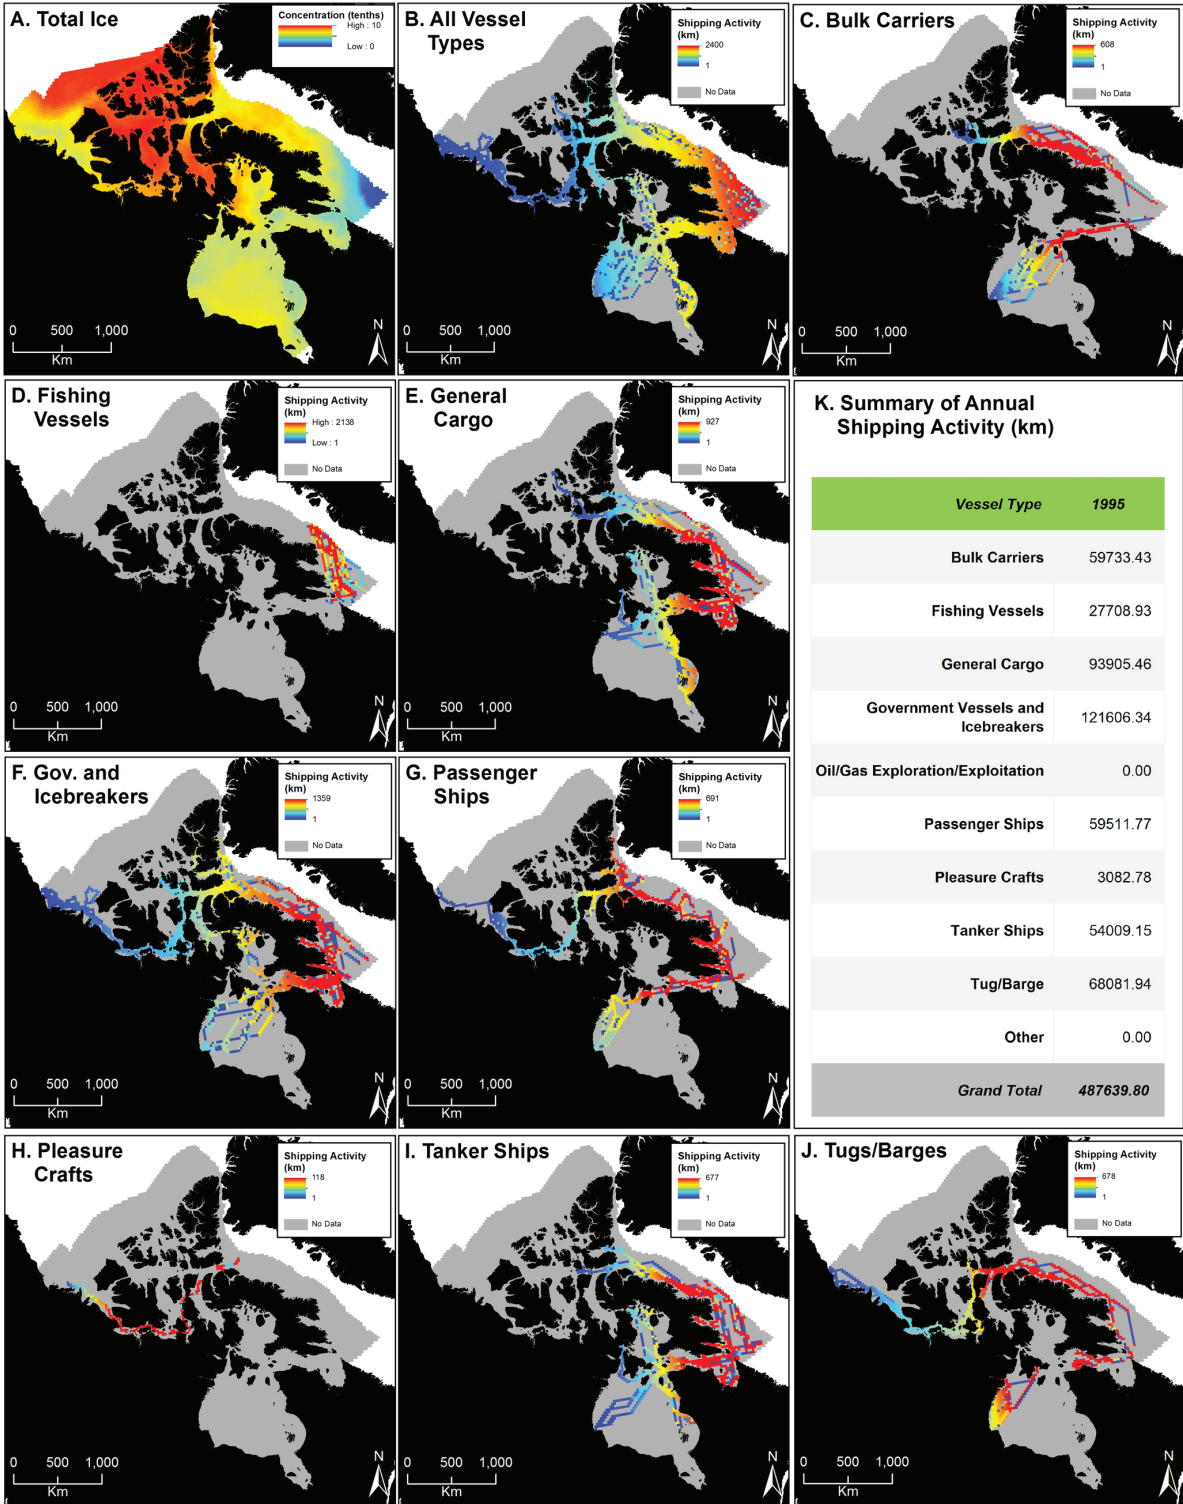 A. Total Ice
Concentration (tenths)
High : 10
Low : 0
0 500 1,000
Km
N
B. All Vessel
Types
Shipping Activity
(km)
2400
1
No Data
0 500 1,000
Km
N
C. Bulk Carriers
Shipping Activity
(km)
608
1
No Data
0 500 1,000
Km
N
D. Fishing
Vessels
Shipping Activity
(km)
High : 2138
Low : 1
No Data
0 500 1,000
Km
N
E. General
Cargo
Shipping Activity
(km)
927
1
No Data
0 500 1,000
Km
N
K. Summary of Annual
Shipping Activity (km)
Vessel Type 1995
Bulk Carriers 59733.43
Fishing Vessels 27708.93
General Cargo 93905.46
Government Vessels and
Icebreakers 121606.34
Oil/Gas Exploration/Exploitation 0.00
Passenger Ships 59511.77
Pleasure Crafts 3082.78
Tanker Ships 54009.15
Tug/Barge 68081.94
Other 0.00
Grand Total 487639.80
F. Gov. and
Icebreakers
Shipping Activity
(km)
1359
1
No Data
0 500 1,000
Km
N
G. Passenger
Ships
Shipping Activity
(km)
691
1
No Data
0 500 1,000
Km
N
H. Pleasure
Crafts
Shipping Activity
(km)
118
1
No Data
0 500 1,000
Km
N
I. Tanker Ships
Shipping Activity
(km)
677
1
No Data
0 500 1,000
Km
N
J. Tugs/Barges
Shipping Activity
(km)
678
1
No Data
0 500 1,000
Km
N